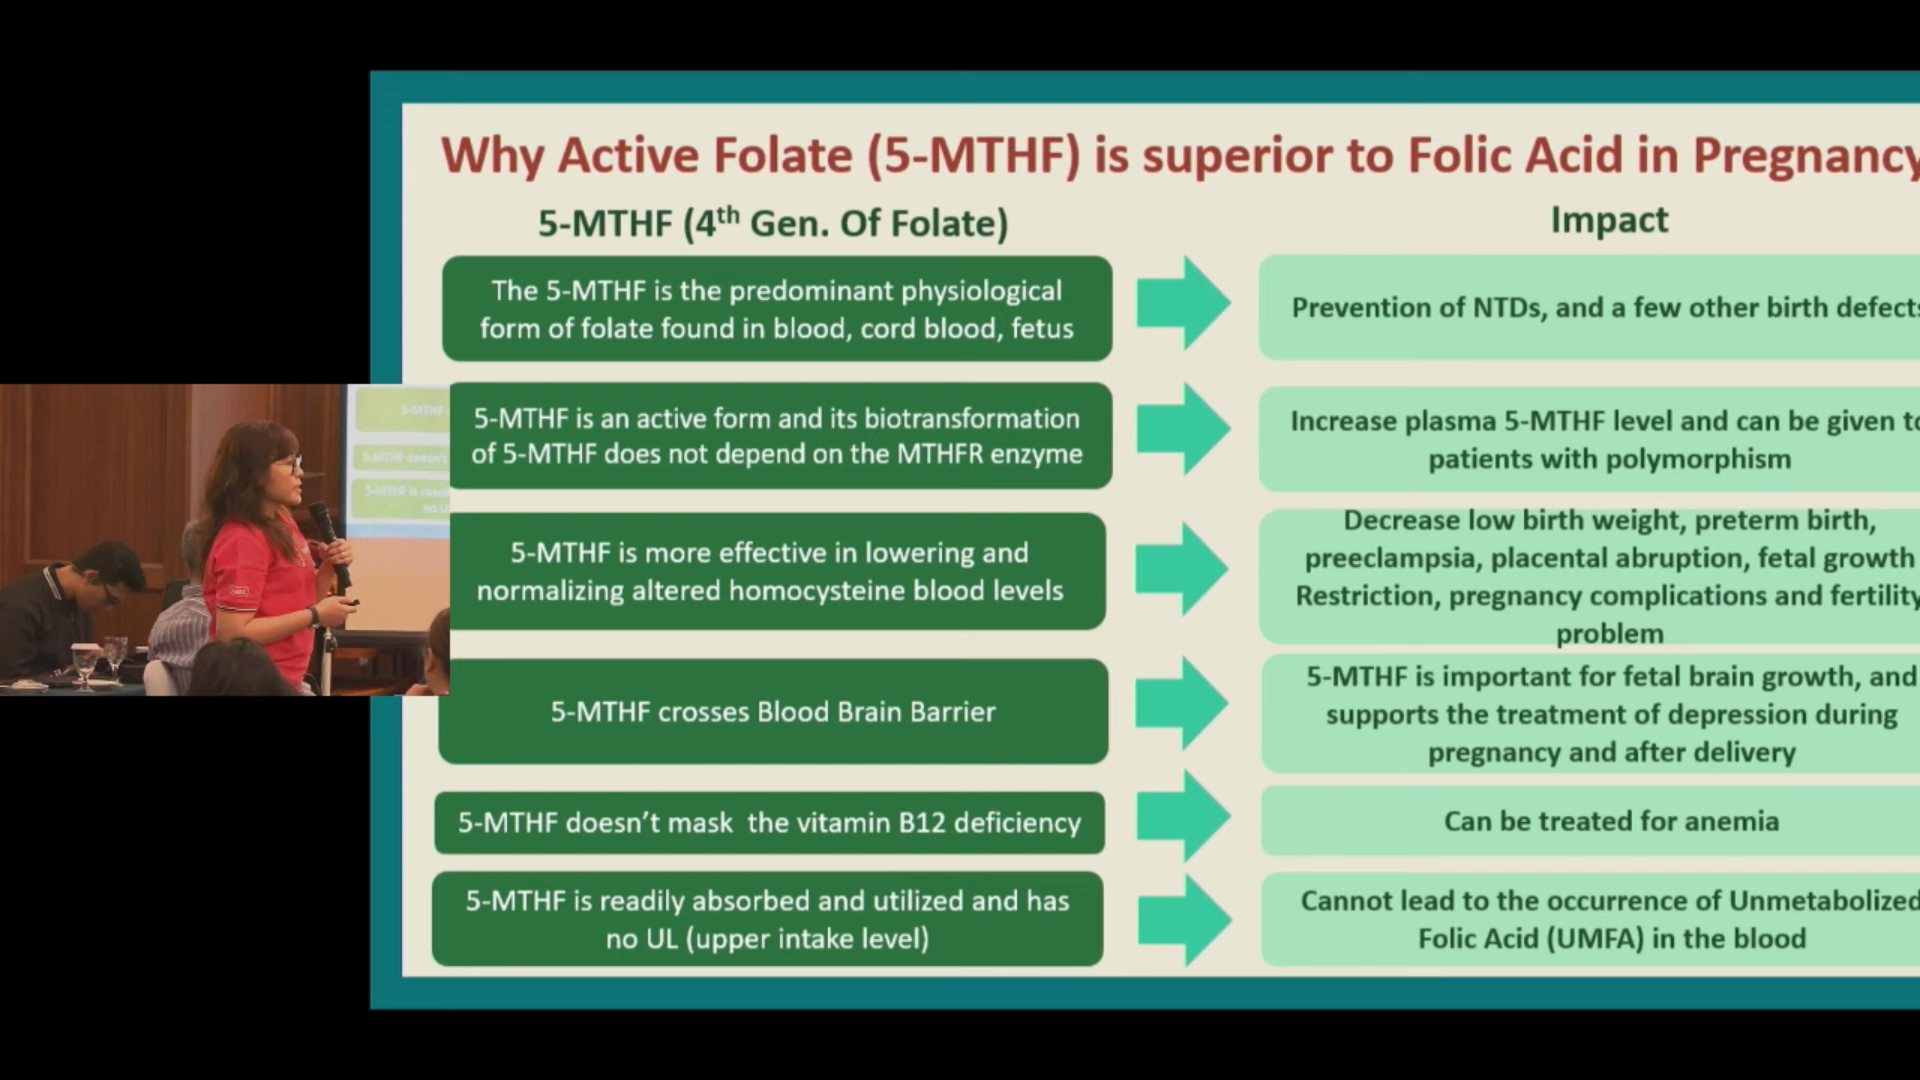 Why Active Folate (5-MTHF) is superior to Folic Acid in Pregnancy
5-MTHF (4th Gen. Of Folate)
Impact
The 5-MTHF is the predominant physiological
form of folate found in blood, cord blood, fetus
Prevention of NTDs, and a few other birth defects
5-MTHF is an active form and its biotransformation
of 5-MTHF does not depend on the MTHFR enzyme
Increase plasma 5-MTHF level and can be given to
patients with polymorphism
5-MTHF is more effective in lowering and
normalizing altered homocysteine blood levels
Decrease low birth weight, preterm birth,
preeclampsia, placental abruption, fetal growth
Restriction, pregnancy complications and fertility
problem
5-MTHF crosses Blood Brain Barrier
5-MTHF is important for fetal brain growth, and
supports the treatment of depression during
pregnancy and after delivery
5-MTHF doesn’t mask  the vitamin B12 deficiency
Can be treated for anemia
5-MTHF is readily absorbed and utilized and has
no UL (upper intake level)
Cannot lead to the occurrence of Unmetabolized
Folic Acid (UMFA) in the blood